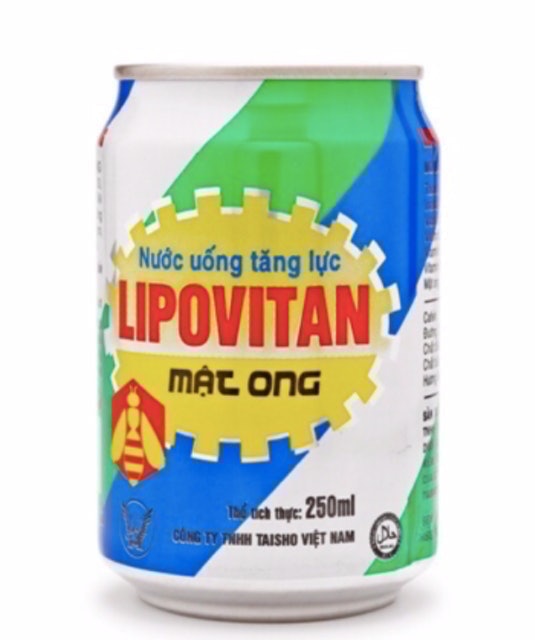 Nước uống tăng lực
LIPOVITAN
MẬT ONG
Thể tích thực: 250ml
CÔNG TY TNHH TAISHO VIỆT NAM